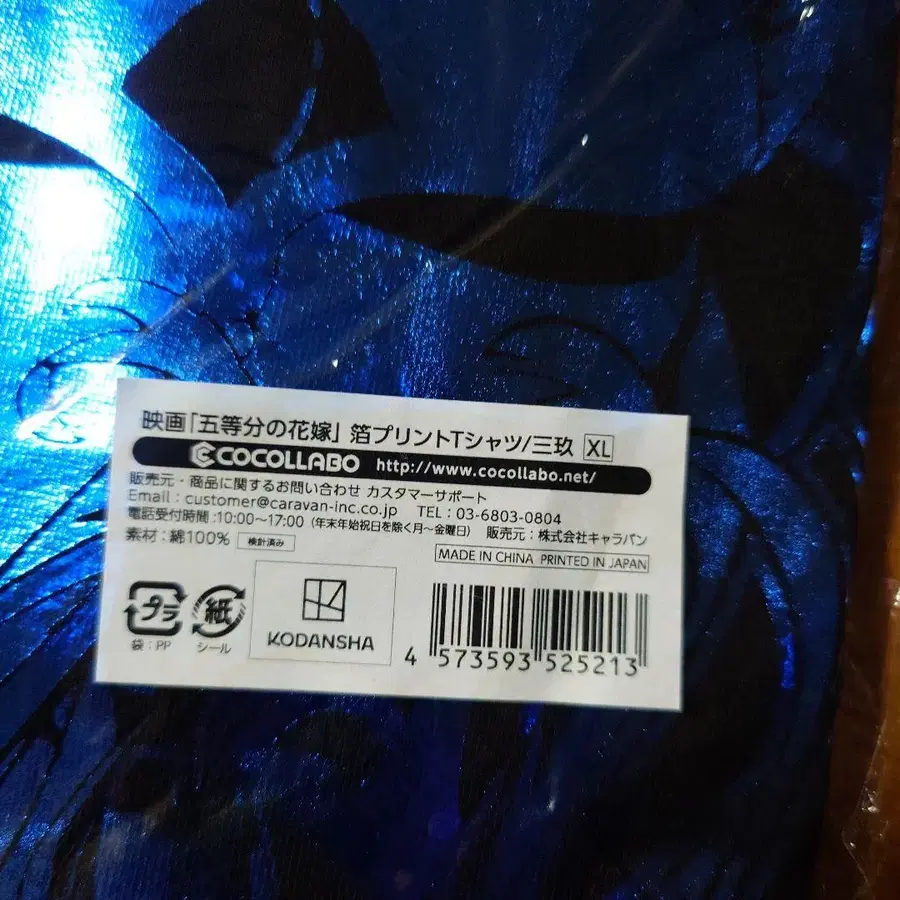 映画「五等分の花嫁」箔プリントTシャツ/三玖 XL
COCOLLABO http://www.cocollabo.net/
販売元・商品に関するお問い合わせ カスタマーサポート
Email : customer@caravan-inc.co.jp TEL : 03-6803-0804
電話受付時間 :10:00~17:00 (年末年始祝日を除く月~金曜日) 販売元 : 株式会社キャラバン
素材 : 綿100% 検針済み
MADE IN CHINA PRINTED IN JAPAN
プラ 紙
袋 : PP シール
KODANSHA
4 573593 525213